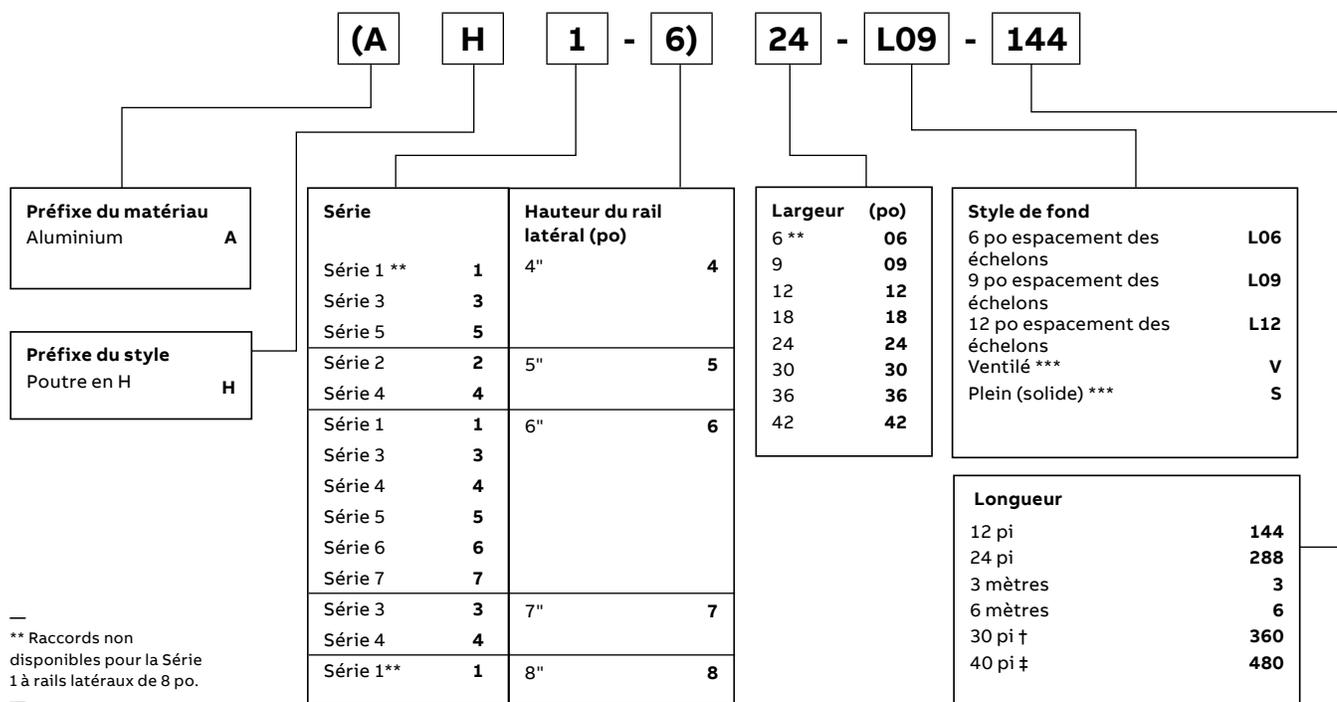 (A H 1 - 6) 24 - L09 - 144
Préfixe du matériau
Aluminium A
Préfixe du style
Poutre en H H
Série
Hauteur du rail
latéral (po)
Série 1 ** 1 4" 4
Série 3 3
Série 5 5
Série 2 2 5" 5
Série 4 4
Série 1 1 6" 6
Série 3 3
Série 4 4
Série 5 5
Série 6 6
Série 7 7
Série 3 3 7" 7
Série 4 4
Série 1** 1 8" 8
Largeur (po)
6 ** 06
9 09
12 12
18 18
24 24
30 30
36 36
42 42
Style de fond
6 po espacement des L06
échelons
9 po espacement des L09
échelons
12 po espacement des L12
échelons
Ventilé *** V
Plein (solide) *** S
Longueur
12 pi 144
24 pi 288
3 mètres 3
6 mètres 6
30 pi † 360
40 pi ‡ 480
—
** Raccords non
disponibles pour la Série
1 à rails latéraux de 8 po.
—